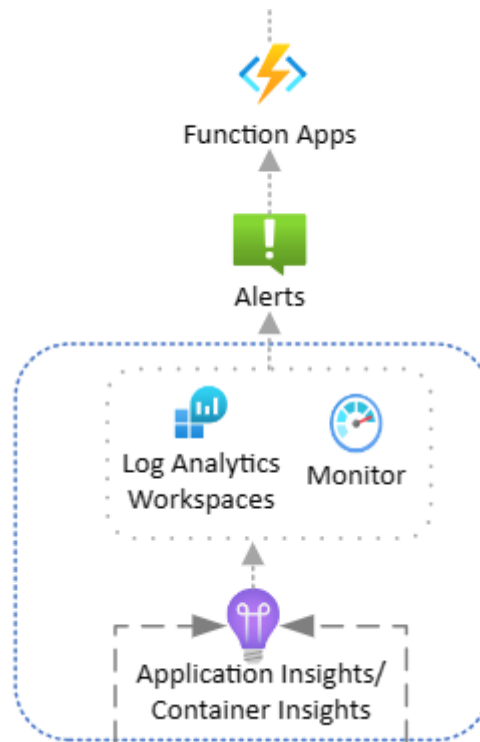 Function Apps
Alerts
Log Analytics
Workspaces
Monitor
Application Insights/
Container Insights